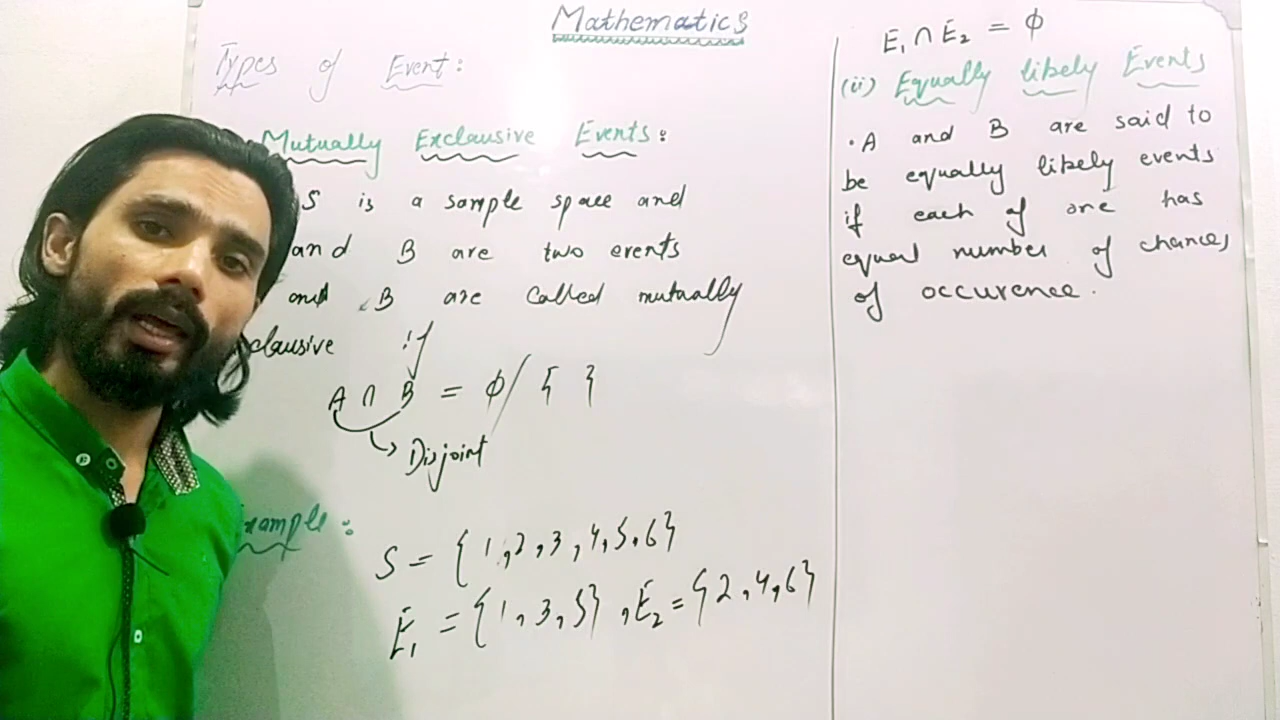 Mathematics
Types of Event:
Mutually Exclausive Events:
S is a sample space and
and B are two events
and B are called mutually
clausive if
A ∩ B = ϕ/ { }
Disjoint
xample:
S = {1,2,3,4,5,6}
E₁ = {1,3,5}, E₂ = {2,4,6}
E₁ ∩ E₂ = ϕ
(ii) Equally likely Events
. A and B are said to
be equally likely events
if each of one has
equal number of chances
of occurence.